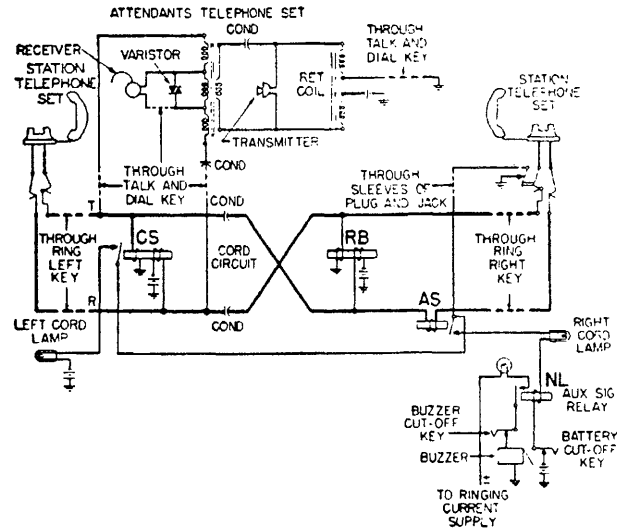 ATTENDANTS TELEPHONE SET
COND
RECEIVER
STATION
TELEPHONE
SET
VARISTOR
RET
COIL
THROUGH
TALK AND
DIAL KEY
STATION
TELEPHONE
SET
TRANSMITTER
COND
THROUGH
TALK AND
DIAL KEY
COND
THROUGH
SLEEVES OF
PLUG AND JACK
T
THROUGH
RING
LEFT
KEY
CS
CORD
CIRCUIT
RB
THROUGH
RING
RIGHT
KEY
R
COND
AS
LEFT CORD
LAMP
RIGHT
CORD
LAMP
NL
AUX SIG
RELAY
BUZZER
CUT-OFF
KEY
BUZZER
BATTERY
CUT-OFF
KEY
TO RINGING
CURRENT
SUPPLY